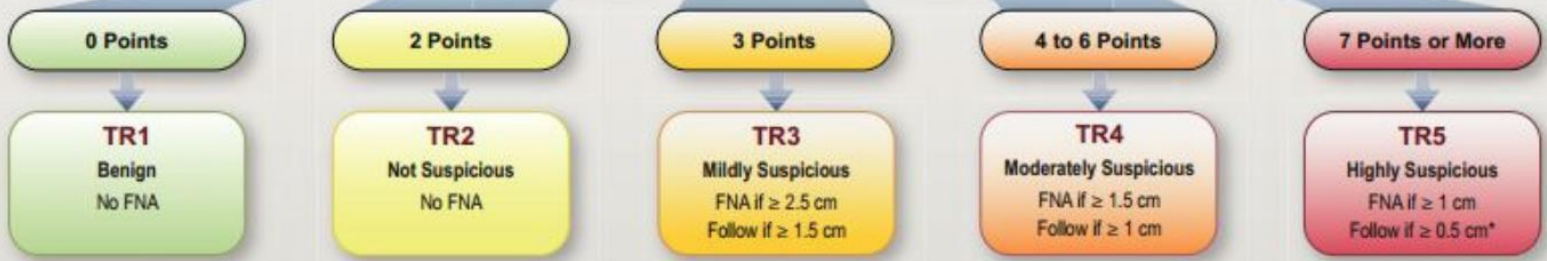 0 Points
2 Points
3 Points
4 to 6 Points
7 Points or More
TR1
Benign
No FNA
TR2
Not Suspicious
No FNA
TR3
Mildly Suspicious
FNA if ≥ 2.5 cm
Follow if ≥ 1.5 cm
TR4
Moderately Suspicious
FNA if ≥ 1.5 cm
Follow if ≥ 1 cm
TR5
Highly Suspicious
FNA if ≥ 1 cm
Follow if ≥ 0.5 cm*